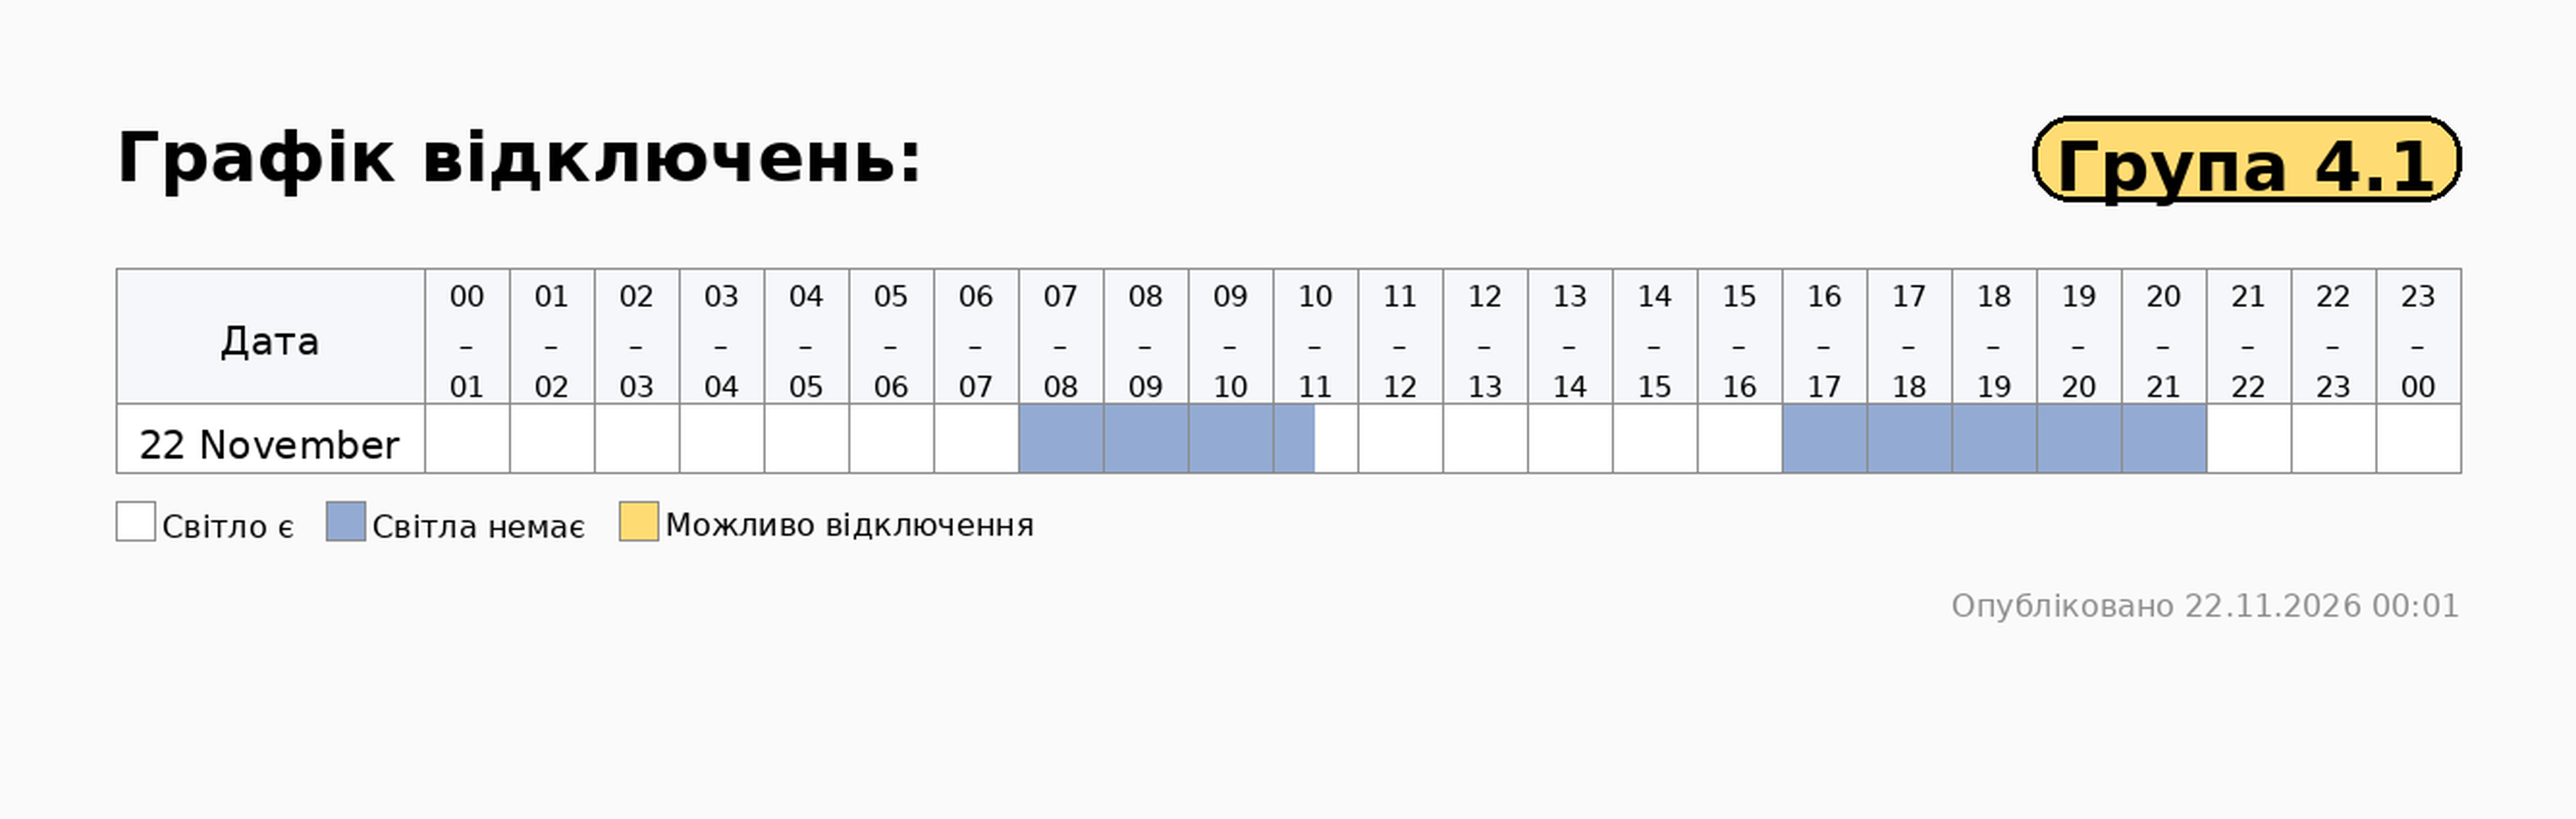 Графік відключень:
Група 4.1
Дата
00 – 01
01 – 02
02 – 03
03 – 04
04 – 05
05 – 06
06 – 07
07 – 08
08 – 09
09 – 10
10 – 11
11 – 12
12 – 13
13 – 14
14 – 15
15 – 16
16 – 17
17 – 18
18 – 19
19 – 20
20 – 21
21 – 22
22 – 23
23 – 00
22 November
Світло є
Світла немає
Можливо відключення
Опубліковано 22.11.2026 00:01